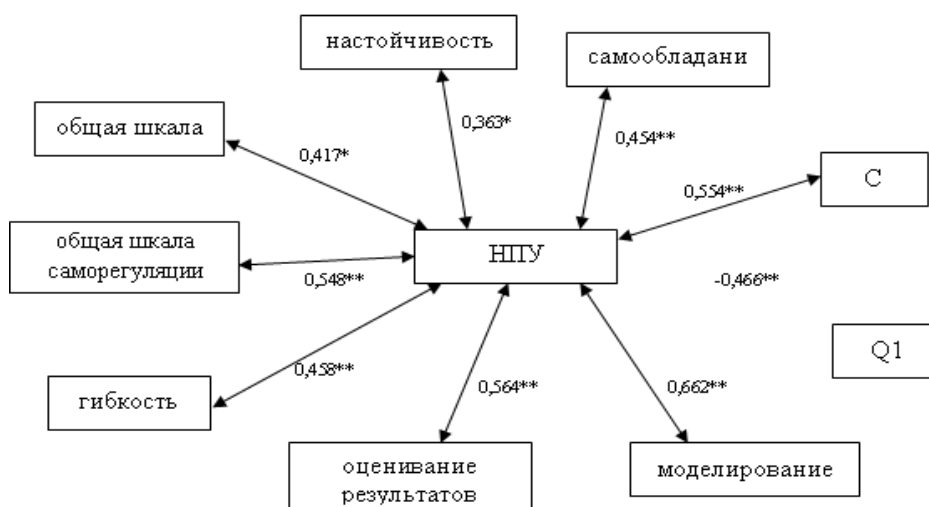 настойчивость
самообладани
общая шкала
0,363*
0,454**
0,417*
С
0,554**
общая шкала
саморегуляции
НПУ
0,548**
-0,466**
Q1
0,458**
0,564**
0,662**
гибкость
оценивание
результатов
моделирование